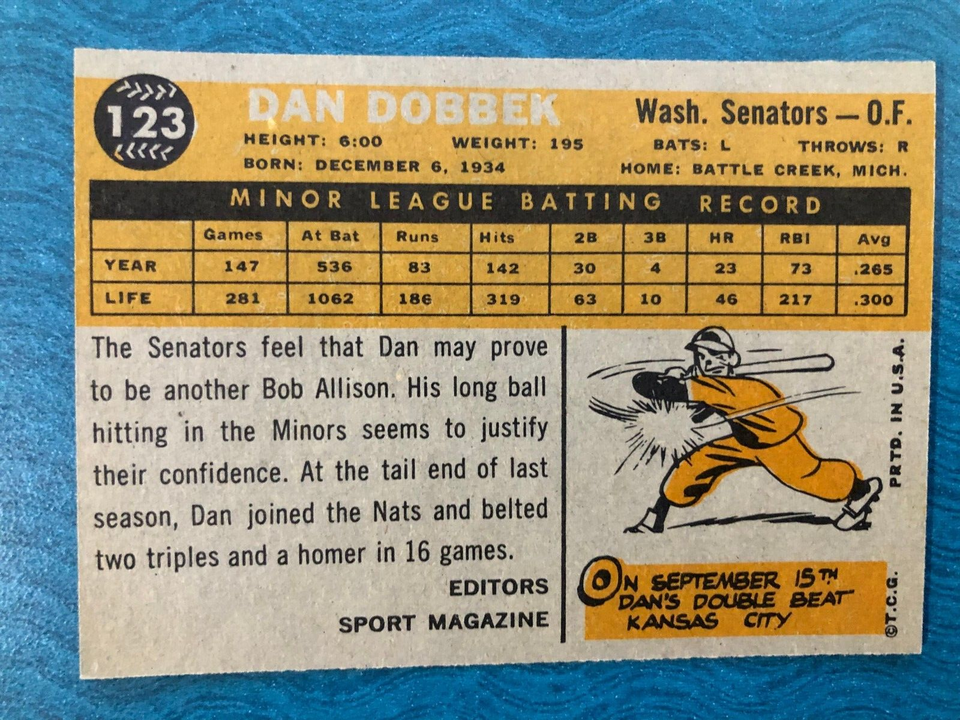 123
DAN DOBBEK
Wash. Senators — O.F.
HEIGHT: 6:00 WEIGHT: 195 BATS: L THROWS: R
BORN: DECEMBER 6, 1934 HOME: BATTLE CREEK, MICH.
MINOR LEAGUE BATTING RECORD
Games At Bat Runs Hits 2B 3B HR RBI Avg
YEAR 147 536 83 142 30 4 23 73 .265
LIFE 281 1062 186 319 63 10 46 217 .300
The Senators feel that Dan may prove
to be another Bob Allison. His long ball
hitting in the Minors seems to justify
their confidence. At the tail end of last
season, Dan joined the Nats and belted
two triples and a homer in 16 games.
EDITORS
SPORT MAGAZINE
ON SEPTEMBER 15TH
DAN'S DOUBLE BEAT
KANSAS CITY
PRTD. IN U.S.A.
©T.C.G.